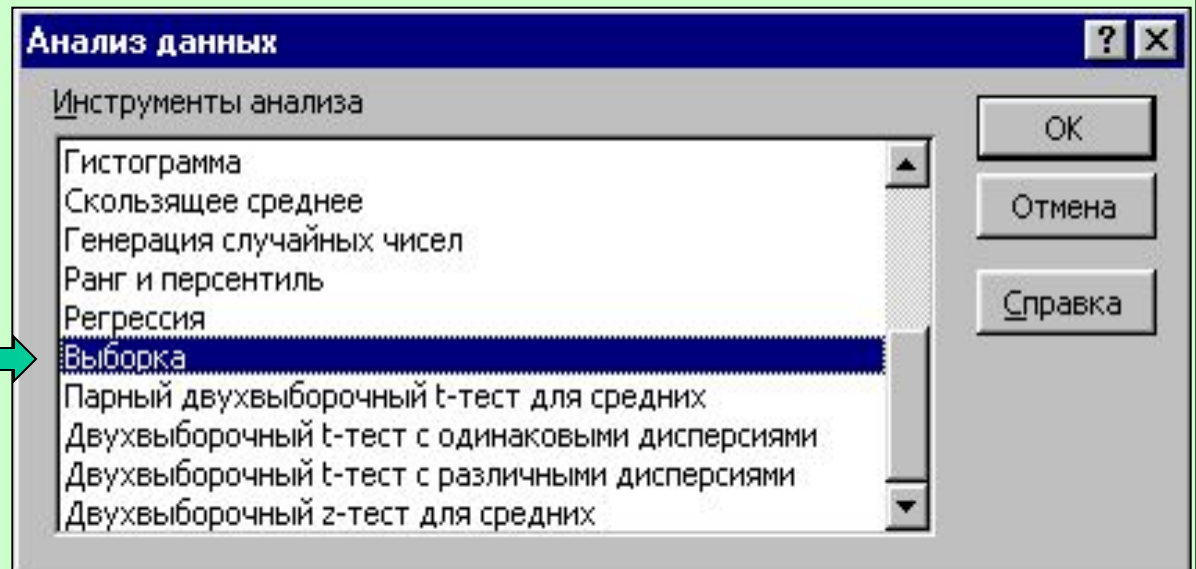 Анализ данных
Инструменты анализа
Гистограмма
Скользящее среднее
Генерация случайных чисел
Ранг и персентиль
Регрессия
Выборка
Парный двухвыборочный t-тест для средних
Двухвыборочный t-тест с одинаковыми дисперсиями
Двухвыборочный t-тест с различными дисперсиями
Двухвыборочный z-тест для средних
OK
Отмена
Справка